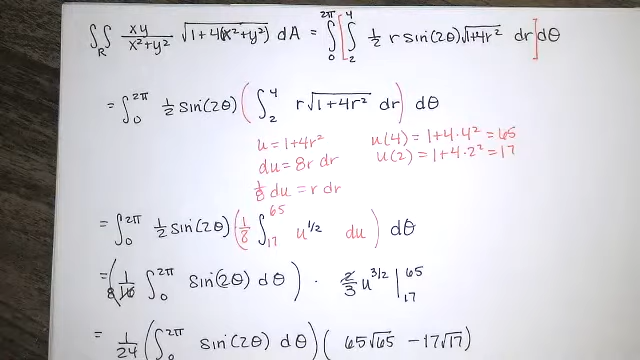 ∬_R xy/(x²+y²) √(1+4(x²+y²)) dA = ∫_0^{2π} [∫_2^4 ½ r sin(2θ)√(1+4r²) dr] dθ
= ∫_0^{2π} ½ sin(2θ) (∫_2^4 r√(1+4r²) dr) dθ
u = 1+4r² u(4) = 1+4·4² = 65
du = 8r dr u(2) = 1+4·2² = 17
⅛ du = r dr
= ∫_0^{2π} ½ sin(2θ) (⅛ ∫_{17}^{65} u^{1/2} du) dθ
= (1/16 ∫_0^{2π} sin(2θ) dθ) · 2/3 u^{3/2} |_{17}^{65}
8
= 1/24 (∫_0^{2π} sin(2θ) dθ) (65√65 − 17√17)